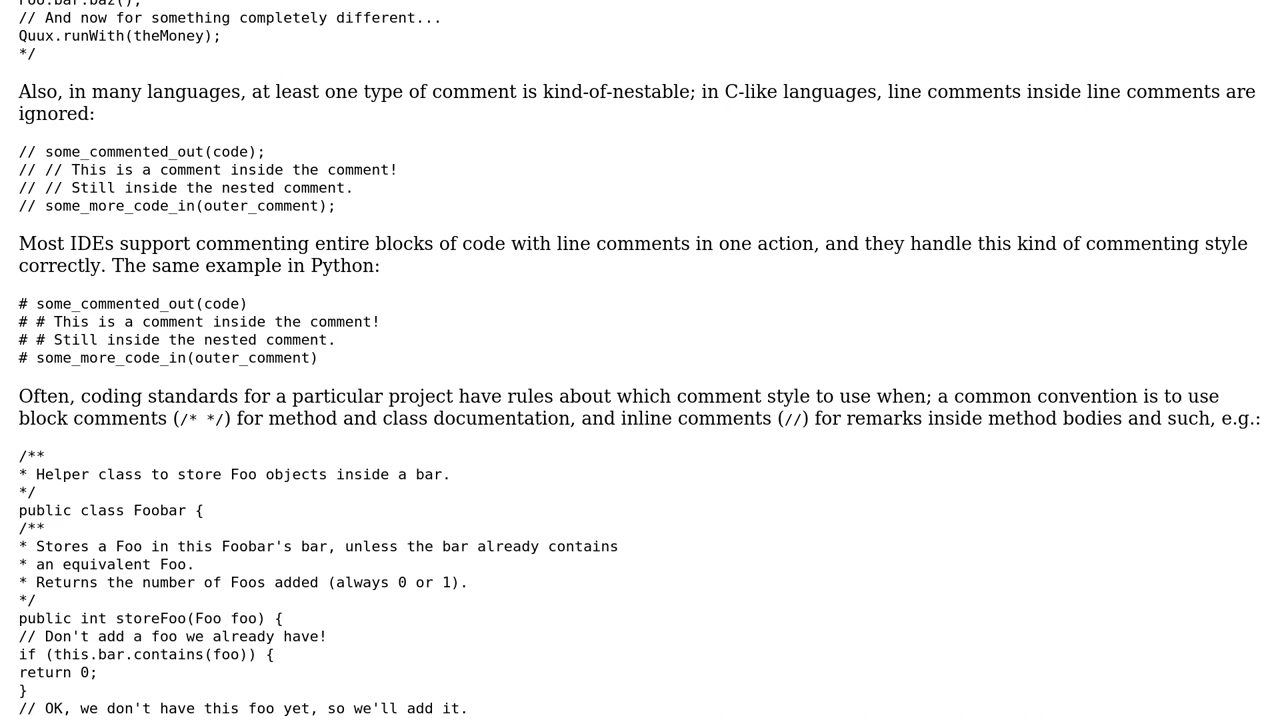 Foo.bar.baz();
// And now for something completely different...
Quux.runWith(theMoney);
*/
Also, in many languages, at least one type of comment is kind-of-nestable; in C-like languages, line comments inside line comments are
ignored:
// some_commented_out(code);
// // This is a comment inside the comment!
// // Still inside the nested comment.
// some_more_code_in(outer_comment);
Most IDEs support commenting entire blocks of code with line comments in one action, and they handle this kind of commenting style
correctly. The same example in Python:
# some_commented_out(code)
# # This is a comment inside the comment!
# # Still inside the nested comment.
# some_more_code_in(outer_comment)
Often, coding standards for a particular project have rules about which comment style to use when; a common convention is to use
block comments (/* */) for method and class documentation, and inline comments (//) for remarks inside method bodies and such, e.g.:
/**
* Helper class to store Foo objects inside a bar.
*/
public class Foobar {
/**
* Stores a Foo in this Foobar's bar, unless the bar already contains
* an equivalent Foo.
* Returns the number of Foos added (always 0 or 1).
*/
public int storeFoo(Foo foo) {
// Don't add a foo we already have!
if (this.bar.contains(foo)) {
return 0;
}
// OK, we don't have this foo yet, so we'll add it.